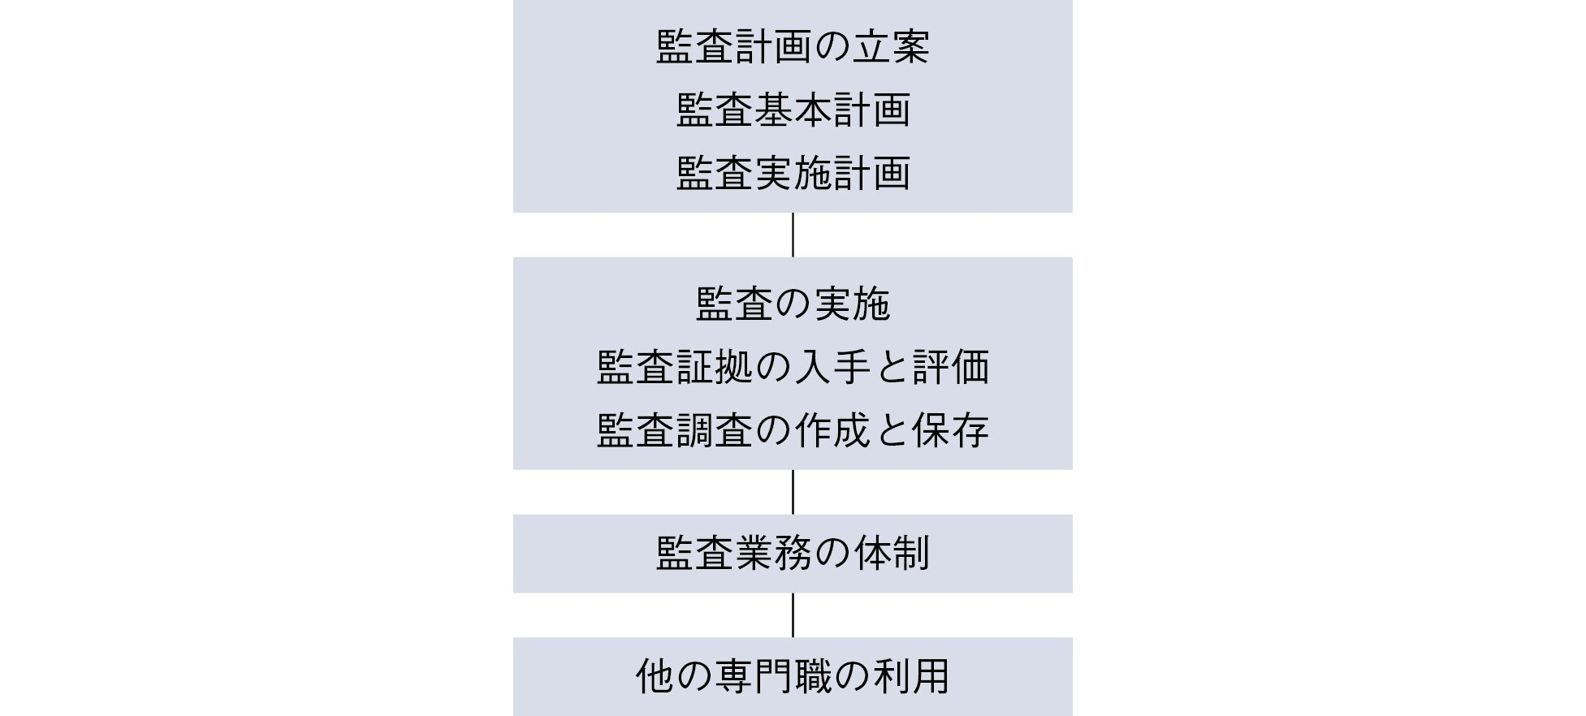 監査計画の立案
監査基本計画
監査実施計画
監査の実施
監査証拠の入手と評価
監査調査の作成と保存
監査業務の体制
他の専門職の利用